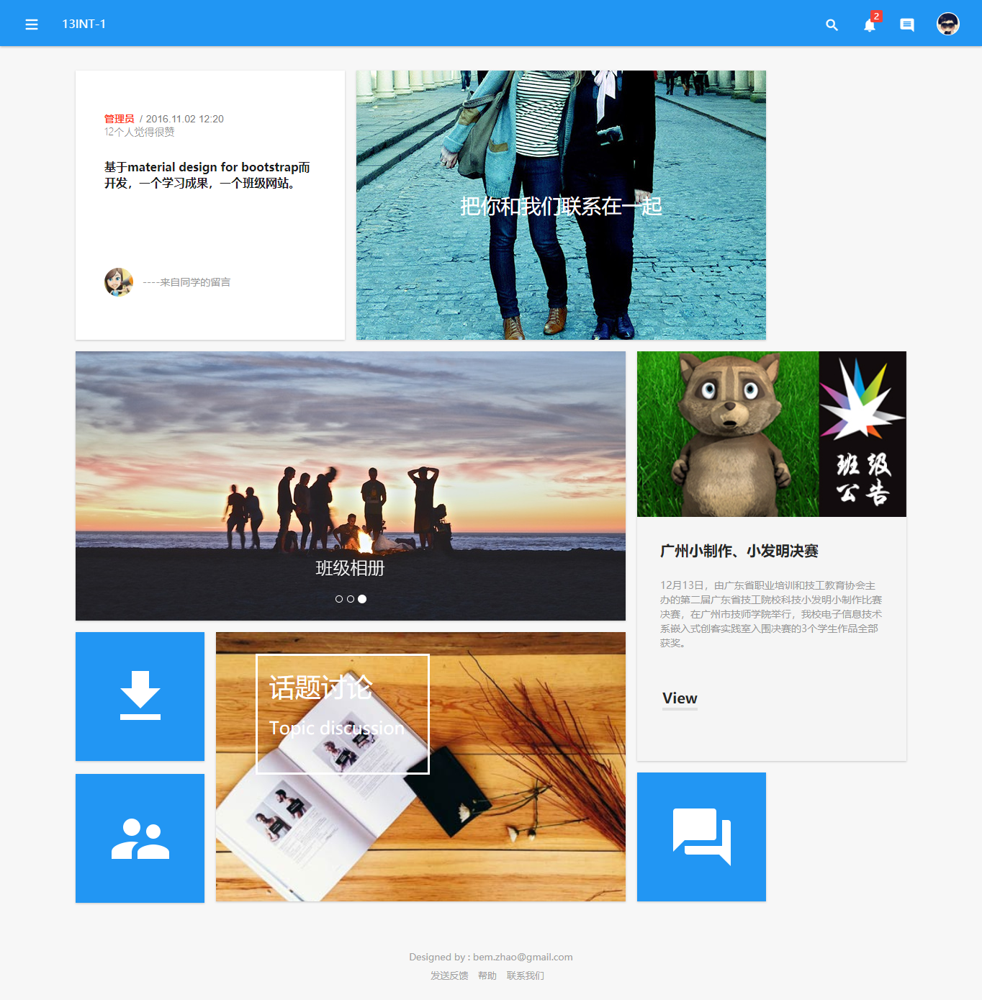 13INT-1
2
管理员 / 2016.11.02 12:20
12个人觉得很赞
基于material design for bootstrap而
开发，一个学习成果，一个班级网站。
----来自同学的留言
把你和我们联系在一起
班级相册
班级
公告
广州小制作、小发明决赛
12月13日，由广东省职业培训和技工教育协会主
办的第二届广东省技工院校科技小发明小制作比赛
决赛，在广州市技师学院举行，我校电子信息技术
系嵌入式创客实践室入围决赛的3个学生作品全部
获奖。
View
话题讨论
Topic discussion
Designed by : bem.zhao@gmail.com
发送反馈 帮助 联系我们